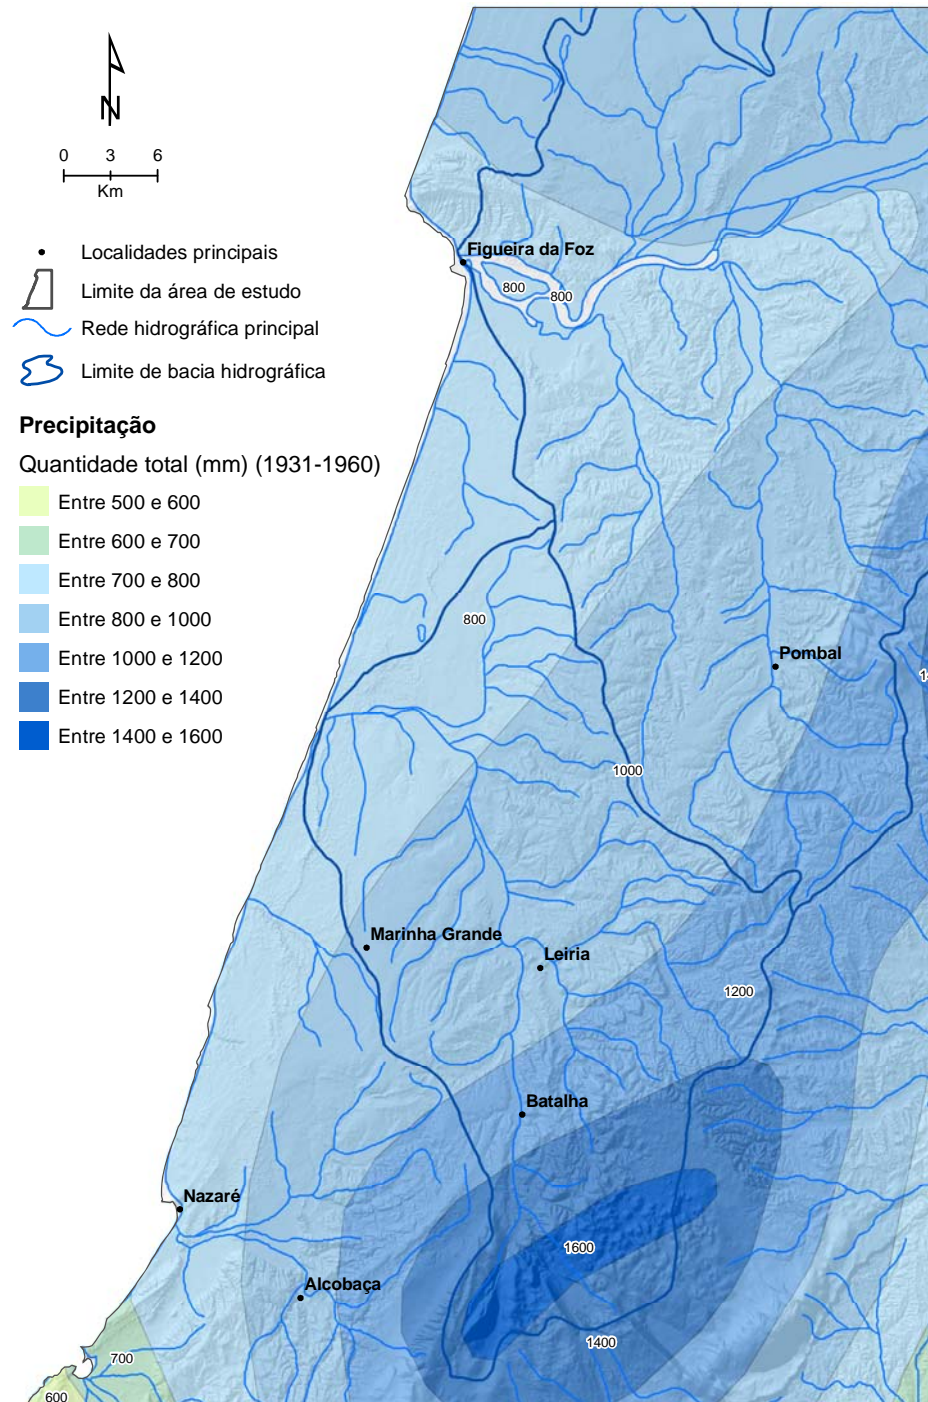 N
0 3 6
Km
Localidades principais
Limite da área de estudo
Rede hidrográfica principal
Limite de bacia hidrográfica
Precipitação
Quantidade total (mm) (1931-1960)
Entre 500 e 600
Entre 600 e 700
Entre 700 e 800
Entre 800 e 1000
Entre 1000 e 1200
Entre 1200 e 1400
Entre 1400 e 1600
Figueira da Foz
800
800
800
Pombal
1000
Marinha Grande
Leiria
1200
Batalha
Nazaré
1600
Alcobaça
1400
700
600